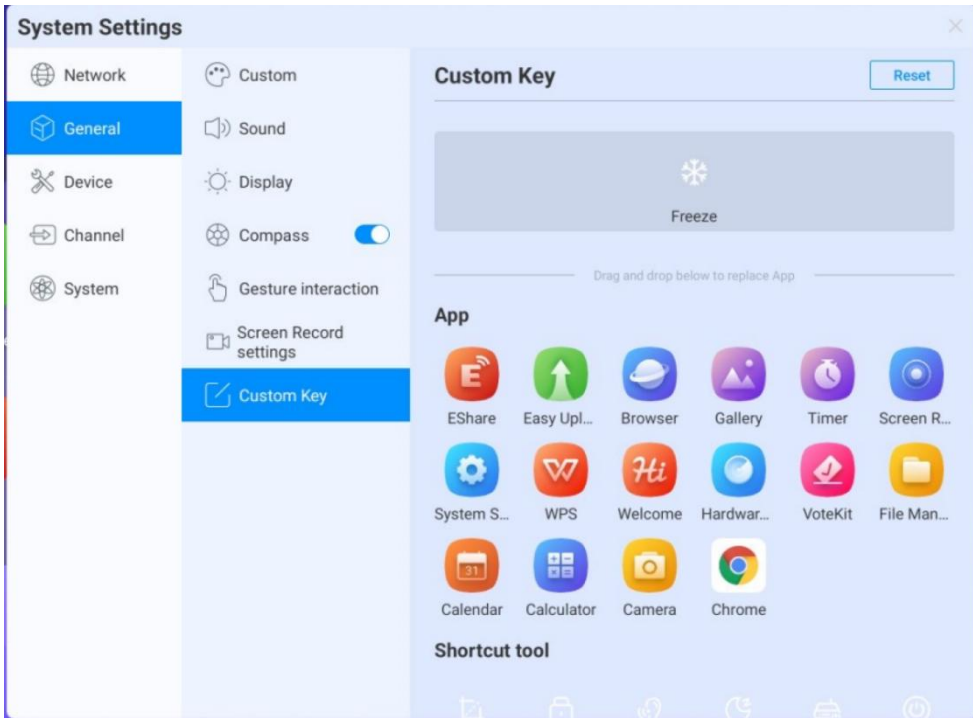 System Settings
Network
General
Device
Channel
System
Custom
Sound
Display
Compass
Gesture interaction
Screen Record
settings
Custom Key
Custom Key
Reset
Freeze
Drag and drop below to replace App
App
E
EShare
Easy Upl...
Browser
Gallery
Timer
Screen R...
Hi
System S...
WPS
Welcome
Hardwar...
VoteKit
File Man...
31
Calendar
Calculator
Camera
Chrome
Shortcut tool